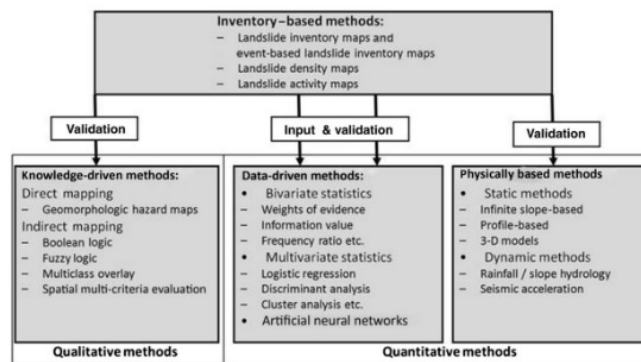 Inventory–based methods:
– Landslide inventory maps and
event-based landslide inventory maps
– Landslide density maps
– Landslide activity maps
Validation
Input & validation
Validation
Knowledge-driven methods:
Direct mapping
– Geomorphologic hazard maps
Indirect mapping
– Boolean logic
– Fuzzy logic
– Multiclass overlay
– Spatial multi-criteria evaluation
Qualitative methods
Data-driven methods:
• Bivariate statistics
– Weights of evidence
– Information value
– Frequency ratio etc.
• Multivariate statistics
– Logistic regression
– Discriminant analysis
– Cluster analysis etc.
• Artificial neural networks
Physically based methods
• Static methods
– Infinite slope-based
– Profile-based
– 3-D models
• Dynamic methods
– Rainfall / slope hydrology
– Seismic acceleration
Quantitative methods